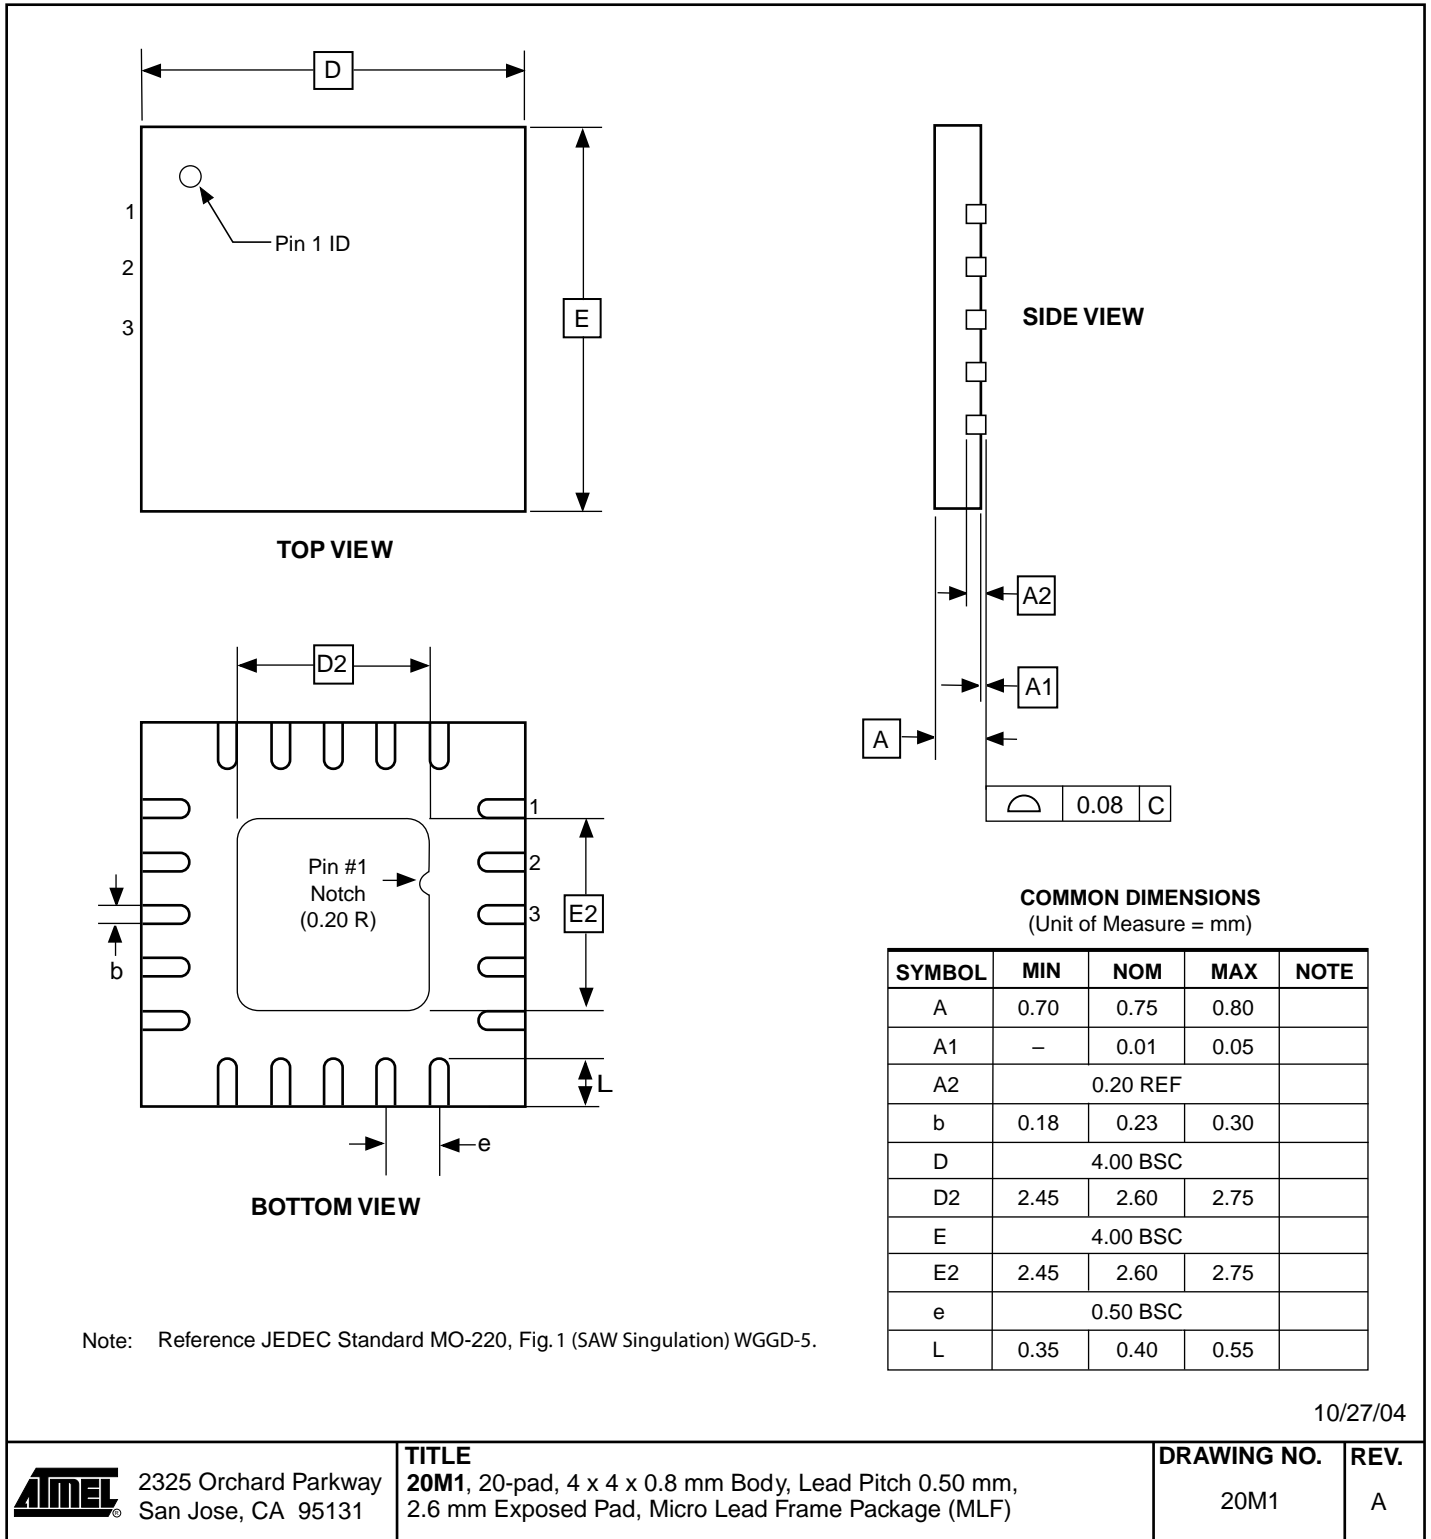 D
1
Pin 1 ID
2
3
E
SIDE VIEW
TOP VIEW
A2
D2
A1
A
0.08 C
1
Pin #1
Notch
(0.20 R)
2
3
E2
b
L
e
BOTTOM VIEW
COMMON DIMENSIONS
(Unit of Measure = mm)
SYMBOL MIN NOM MAX NOTE
A 0.70 0.75 0.80
A1 – 0.01 0.05
A2 0.20 REF
b 0.18 0.23 0.30
D 4.00 BSC
D2 2.45 2.60 2.75
E 4.00 BSC
E2 2.45 2.60 2.75
e 0.50 BSC
L 0.35 0.40 0.55
Note: Reference JEDEC Standard MO-220, Fig. 1 (SAW Singulation) WGGD-5.
10/27/04
ATMEL ®
2325 Orchard Parkway
San Jose, CA 95131
TITLE
20M1, 20-pad, 4 x 4 x 0.8 mm Body, Lead Pitch 0.50 mm,
2.6 mm Exposed Pad, Micro Lead Frame Package (MLF)
DRAWING NO.
20M1
REV.
A